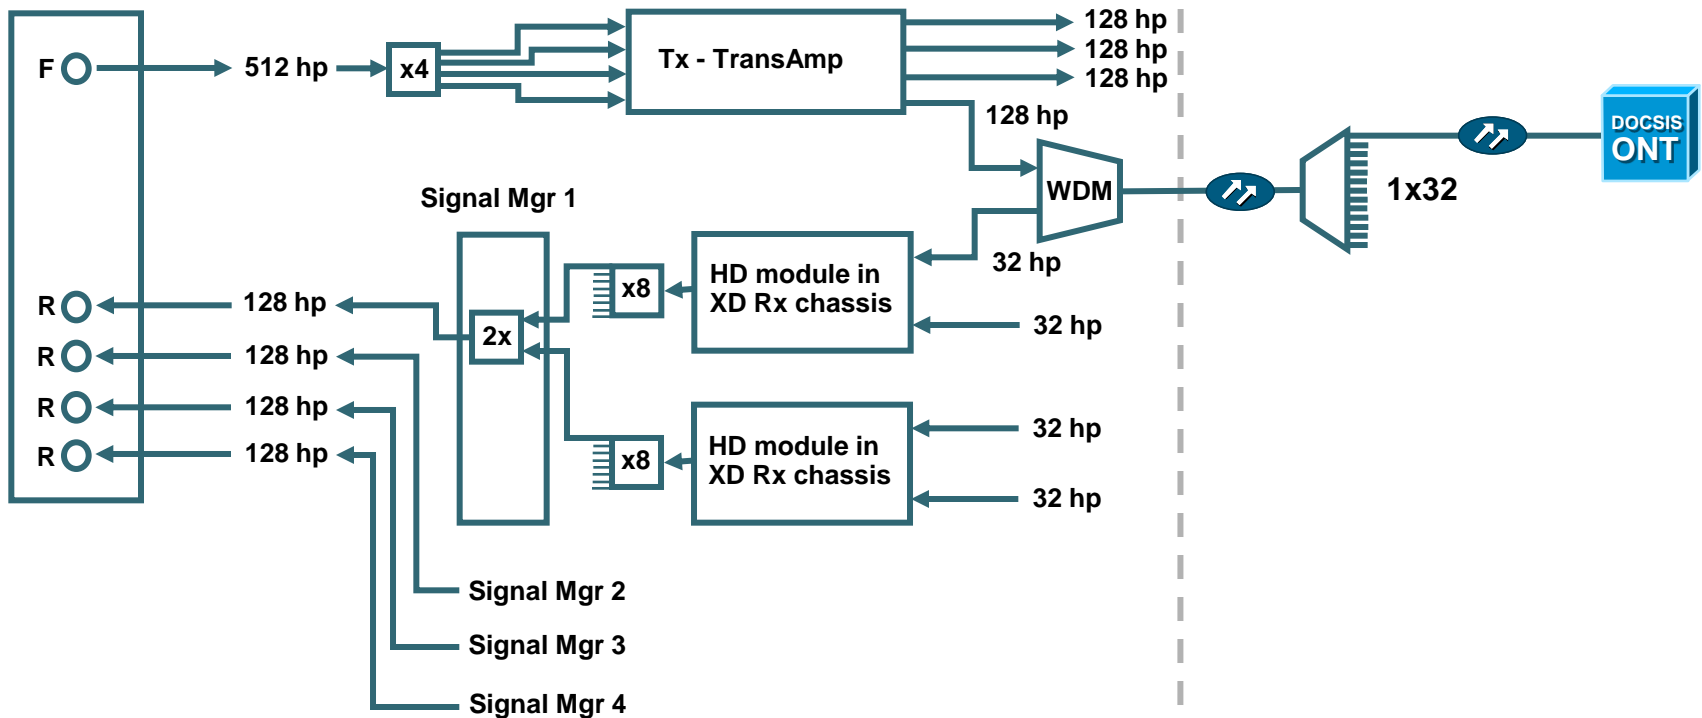 128 hp
128 hp
128 hp
F
512 hp
x4
Tx - TransAmp
128 hp
DOCSIS
ONT
WDM
1x32
Signal Mgr 1
32 hp
HD module in
XD Rx chassis
x8
32 hp
2x
R
128 hp
R
128 hp
R
128 hp
R
128 hp
HD module in
XD Rx chassis
x8
32 hp
32 hp
Signal Mgr 2
Signal Mgr 3
Signal Mgr 4